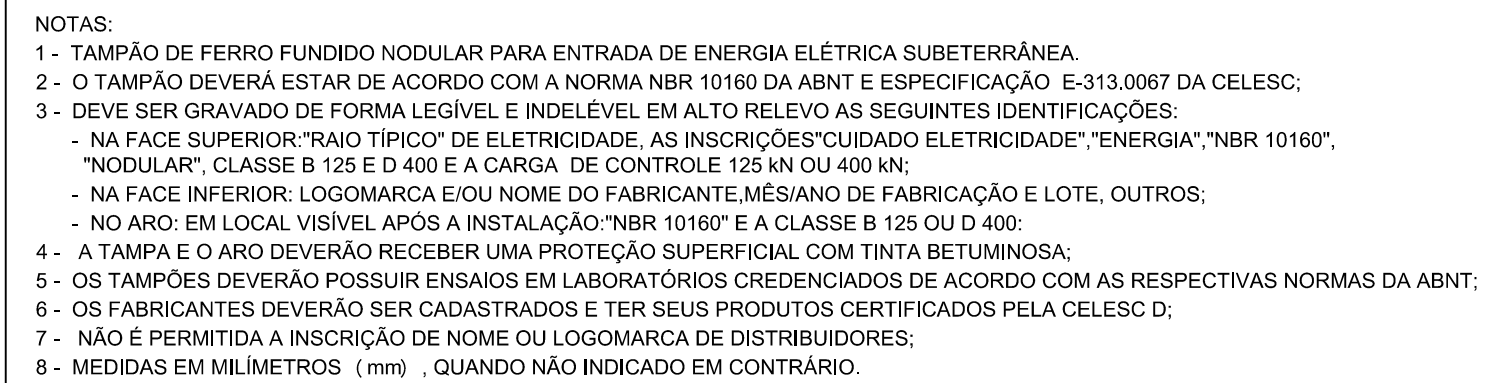 NOTAS:
1 - TAMPÃO DE FERRO FUNDIDO NODULAR PARA ENTRADA DE ENERGIA ELÉTRICA SUBETERRÂNEA.
2 - O TAMPÃO DEVERÁ ESTAR DE ACORDO COM A NORMA NBR 10160 DA ABNT E ESPECIFICAÇÃO E-313.0067 DA CELESC;
3 - DEVE SER GRAVADO DE FORMA LEGÍVEL E INDELÉVEL EM ALTO RELEVO AS SEGUINTES IDENTIFICAÇÕES:
- NA FACE SUPERIOR:"RAIO TÍPICO" DE ELETRICIDADE, AS INSCRIÇÕES"CUIDADO ELETRICIDADE","ENERGIA","NBR 10160",
"NODULAR", CLASSE B 125 E D 400 E A CARGA DE CONTROLE 125 kN OU 400 kN;
- NA FACE INFERIOR: LOGOMARCA E/OU NOME DO FABRICANTE,MÊS/ANO DE FABRICAÇÃO E LOTE, OUTROS;
- NO ARO: EM LOCAL VISÍVEL APÓS A INSTALAÇÃO:"NBR 10160" E A CLASSE B 125 OU D 400:
4 - A TAMPA E O ARO DEVERÃO RECEBER UMA PROTEÇÃO SUPERFICIAL COM TINTA BETUMINOSA;
5 - OS TAMPÕES DEVERÃO POSSUIR ENSAIOS EM LABORATÓRIOS CREDENCIADOS DE ACORDO COM AS RESPECTIVAS NORMAS DA ABNT;
6 - OS FABRICANTES DEVERÃO SER CADASTRADOS E TER SEUS PRODUTOS CERTIFICADOS PELA CELESC D;
7 - NÃO É PERMITIDA A INSCRIÇÃO DE NOME OU LOGOMARCA DE DISTRIBUIDORES;
8 - MEDIDAS EM MILÍMETROS (mm) , QUANDO NÃO INDICADO EM CONTRÁRIO.